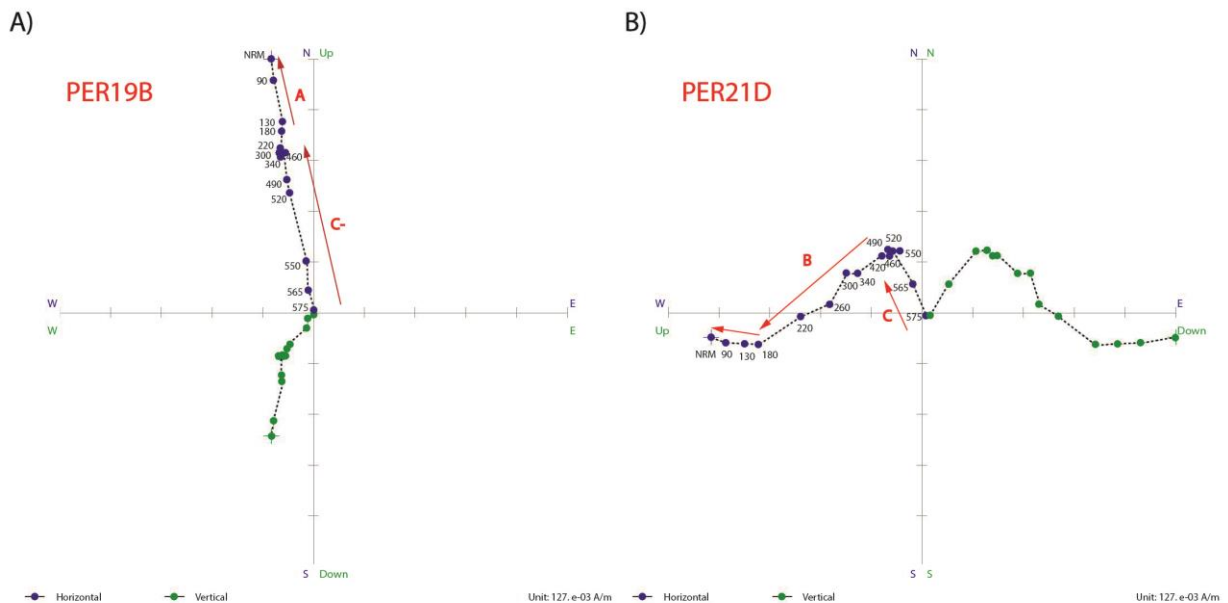 A)
PER19B
N Up
NRM
90
A
130
180
220
300
460
340
490
520
C-
550
565
575
W
E
W
E
S Down
Horizontal
Vertical
Unit: 127. e-03 A/m
B)
PER21D
N N
490
520
B
420
460
550
300
340
565
260
C
W
E
Up
220
575
Down
NRM
90
130
180
S S
Horizontal
Vertical
Unit: 127. e-03 A/m